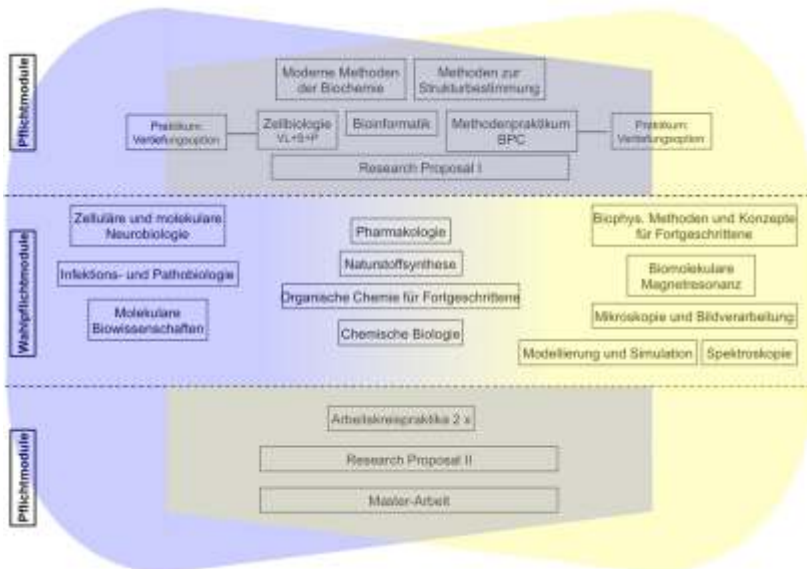 Pflichtmodule
Moderne Methoden
der Biochemie
Methoden zur
Strukturbestimmung
Praktikum:
Vertiefungsoption
Zellbiologie
VL+S+P
Bioinformatik
Methodenpraktikum
BPC
Praktikum:
Vertiefungsoption
Research Proposal I
Wahlpflichtmodule
Zelluläre und molekulare
Neurobiologie
Infektions- und Pathobiologie
Molekulare
Biowissenschaften
Pharmakologie
Naturstoffsynthese
Organische Chemie für Fortgeschrittene
Chemische Biologie
Biophys. Methoden und Konzepte
für Fortgeschrittene
Biomolekulare
Magnetresonanz
Mikroskopie und Bildverarbeitung
Modellierung und Simulation
Spektroskopie
Pflichtmodule
Arbeitskreispraktika 2 x
Research Proposal II
Master-Arbeit